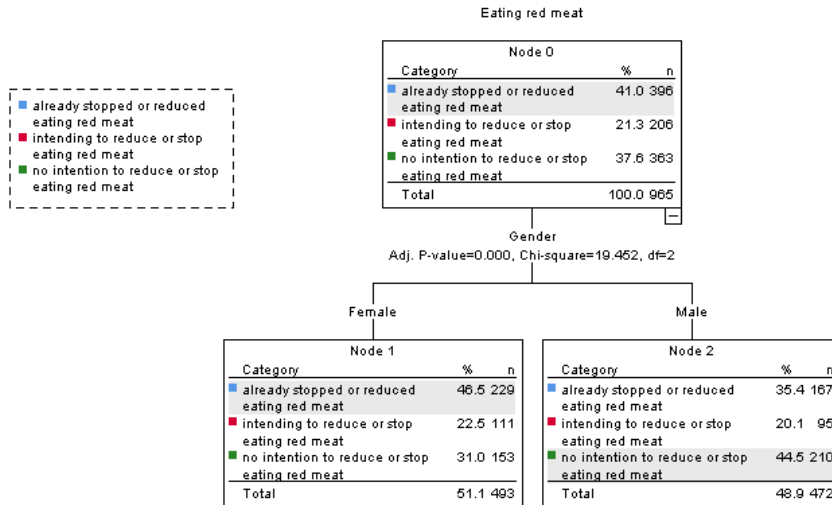 Eating red meat
Node 0
Category % n
already stopped or reduced 41.0 396
eating red meat
intending to reduce or stop 21.3 206
eating red meat
no intention to reduce or stop 37.6 363
eating red meat
Total 100.0 965
already stopped or reduced
eating red meat
intending to reduce or stop
eating red meat
no intention to reduce or stop
eating red meat
Gender
Adj. P-value=0.000, Chi-square=19.452, df=2
Female
Male
Node 1
Category % n
already stopped or reduced 46.5 229
eating red meat
intending to reduce or stop 22.5 111
eating red meat
no intention to reduce or stop 31.0 153
eating red meat
Total 51.1 493
Node 2
Category % n
already stopped or reduced 35.4 167
eating red meat
intending to reduce or stop 20.1 95
eating red meat
no intention to reduce or stop 44.5 210
eating red meat
Total 48.9 472